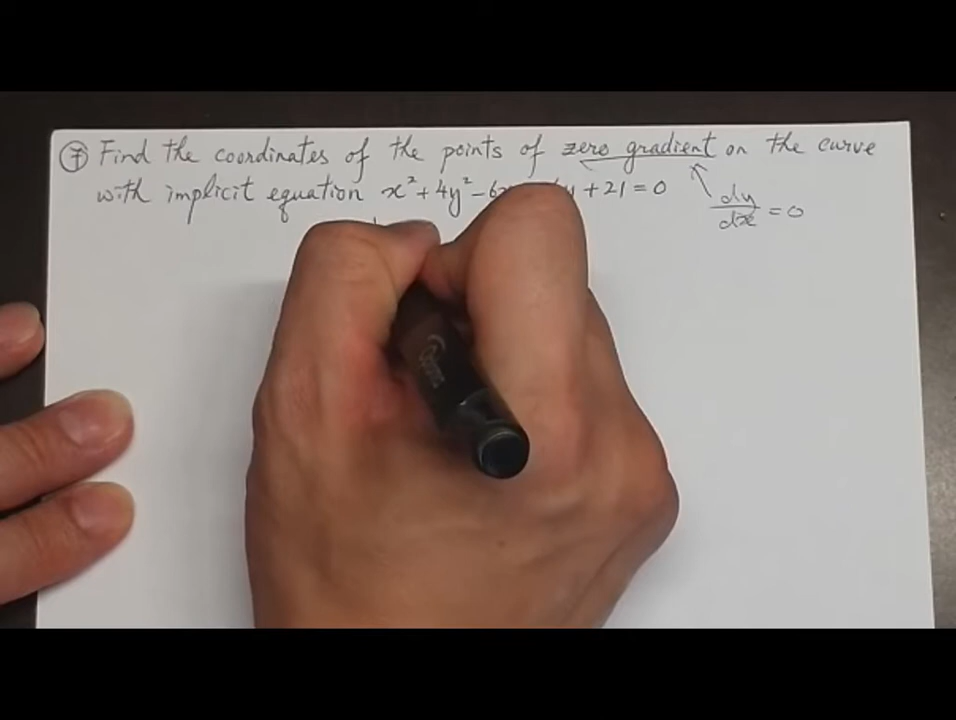 ⑦ Find the coordinates of the points of zero gradient on the curve
with implicit equation x² + 4y² - 6x + 21 = 0
dy/dx = 0